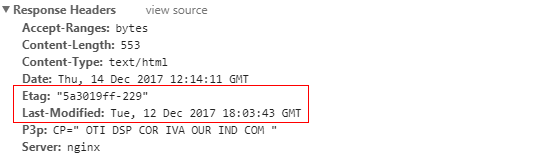 Response Headers view source
Accept-Ranges: bytes
Content-Length: 553
Content-Type: text/html
Date: Thu, 14 Dec 2017 12:14:11 GMT
Etag: "5a3019ff-229"
Last-Modified: Tue, 12 Dec 2017 18:03:43 GMT
P3p: CP=" OTI DSP COR IVA OUR IND COM "
Server: nginx